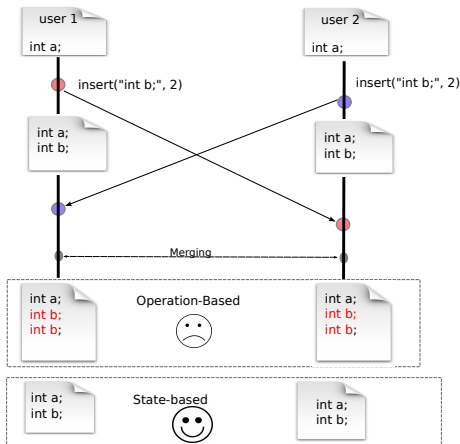 user 1
int a;
user 2
int a;
insert("int b;", 2)
insert("int b;", 2)
int a;
int b;
int a;
int b;
Merging
int a;
int b;
int b;
Operation-Based
int a;
int b;
int b;
int a;
int b;
State-based
int a;
int b;